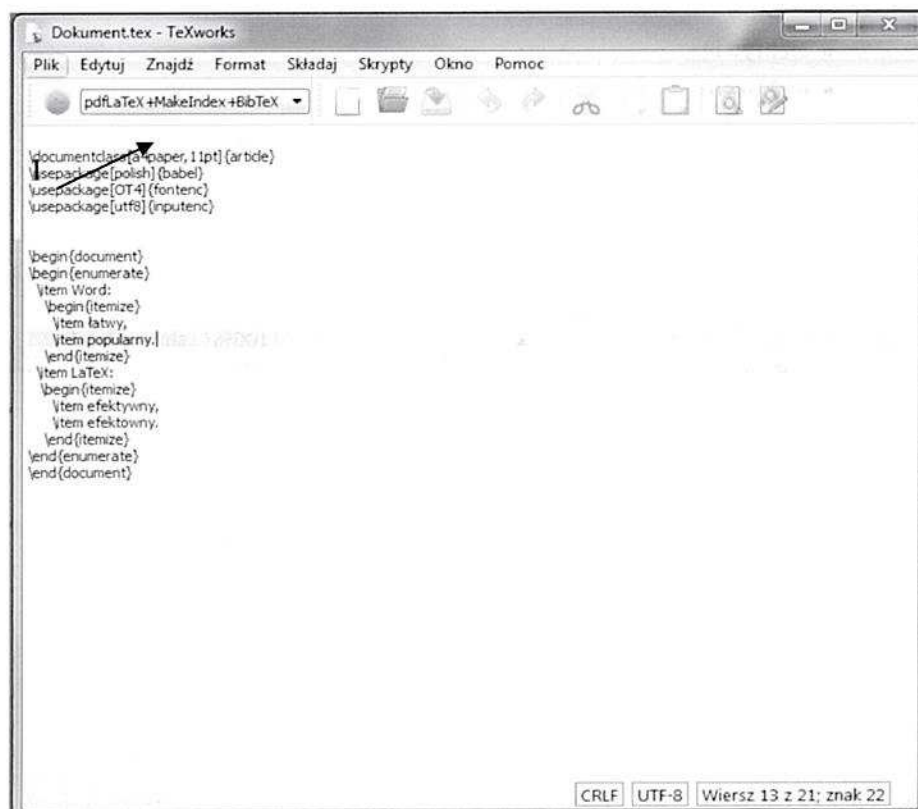 Dokument.tex - TeXworks
Plik Edytuj Znajdź Format Składaj Skrypty Okno Pomoc
pdfLaTeX+MakeIndex+BibTeX
\documentclass[a4paper, 11pt]{article}
\usepackage[polish]{babel}
\usepackage[OT4]{fontenc}
\usepackage[utf8]{inputenc}
\begin{document}
\begin{enumerate}
\item Word:
\begin{itemize}
\item łatwy,
\item popularny.
\end{itemize}
\item LaTeX:
\begin{itemize}
\item efektywny,
\item efektowny.
\end{itemize}
\end{enumerate}
\end{document}
CRLF UTF-8 Wiersz 13 z 21; znak 22